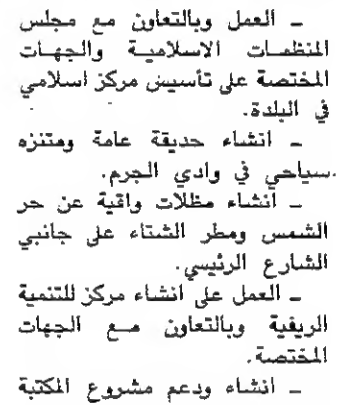 ـ العمل وبالتعاون مع مجلس
المنظمات الاسلامية والجهات
المختصة على تأسيس مركز اسلامي
في البلدة.
ـ انشاء حديقة عامة ومتنزه
سياحي في وادي الجرم.
ـ انشاء مظلات واقية عن حر
الشمس ومطر الشتاء على جانبي
الشارع الرئيسي.
ـ العمل على انشاء مركز للتنمية
الريفية وبالتعاون مع الجهات
المختصة.
ـ انشاء ودعم مشروع المكتبة